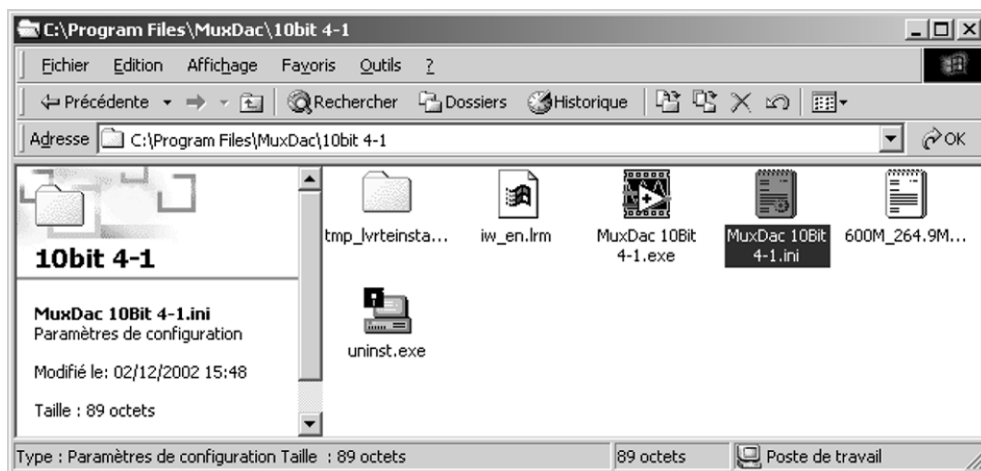 C:\Program Files\MuxDac\10bit 4-1
Fichier Edition Affichage Favoris Outils ?
Précédente Rechercher Dossiers Historique
Adresse C:\Program Files\MuxDac\10bit 4-1 OK
tmp_lvrteinsta... iw_en.lrm MuxDac 10Bit 4-1.exe MuxDac 10Bit 4-1.ini 600M_264.9M...
uninst.exe
10bit 4-1
MuxDac 10Bit 4-1.ini
Paramètres de configuration
Modifié le: 02/12/2002 15:48
Taille : 89 octets
Type : Paramètres de configuration Taille : 89 octets 89 octets Poste de travail